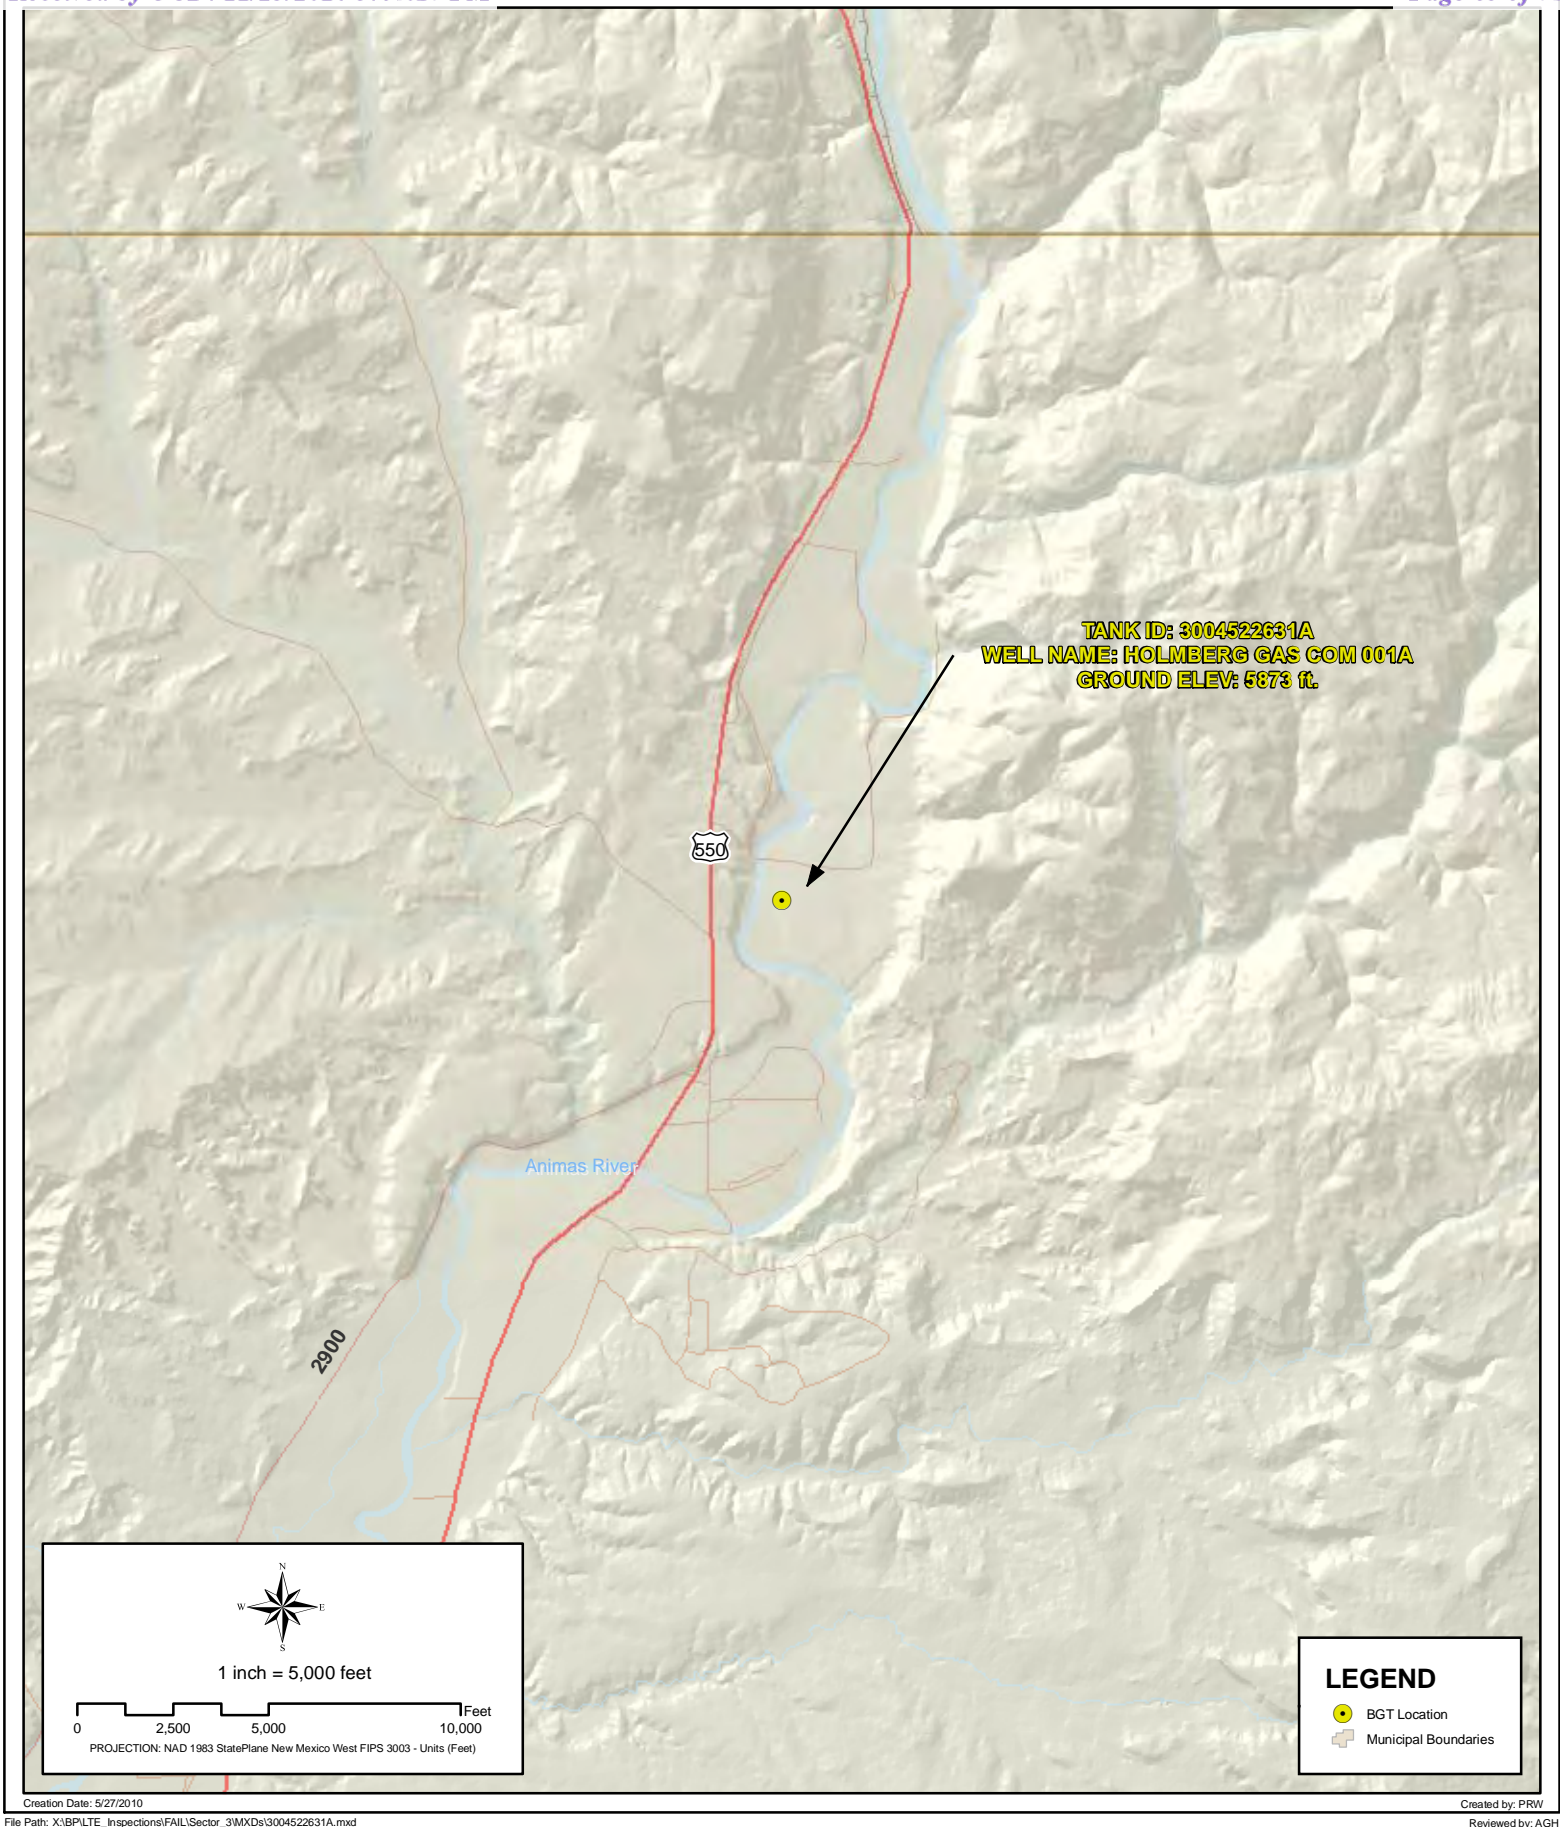 TANK ID: 3004522631A
WELL NAME: HOLMBERG GAS COM 001A
GROUND ELEV: 5873 ft.
550
Animas River
2900
N
W E
S
1 inch = 5,000 feet
Feet
0 2,500 5,000 10,000
PROJECTION: NAD 1983 StatePlane New Mexico West FIPS 3003 - Units (Feet)
LEGEND
BGT Location
Municipal Boundaries
Creation Date: 5/27/2010
Created by: PRW
File Path: X:\BP\LTE_Inspections\FAIL\Sector_3\MXDs\3004522631A.mxd
Reviewed by: AGH